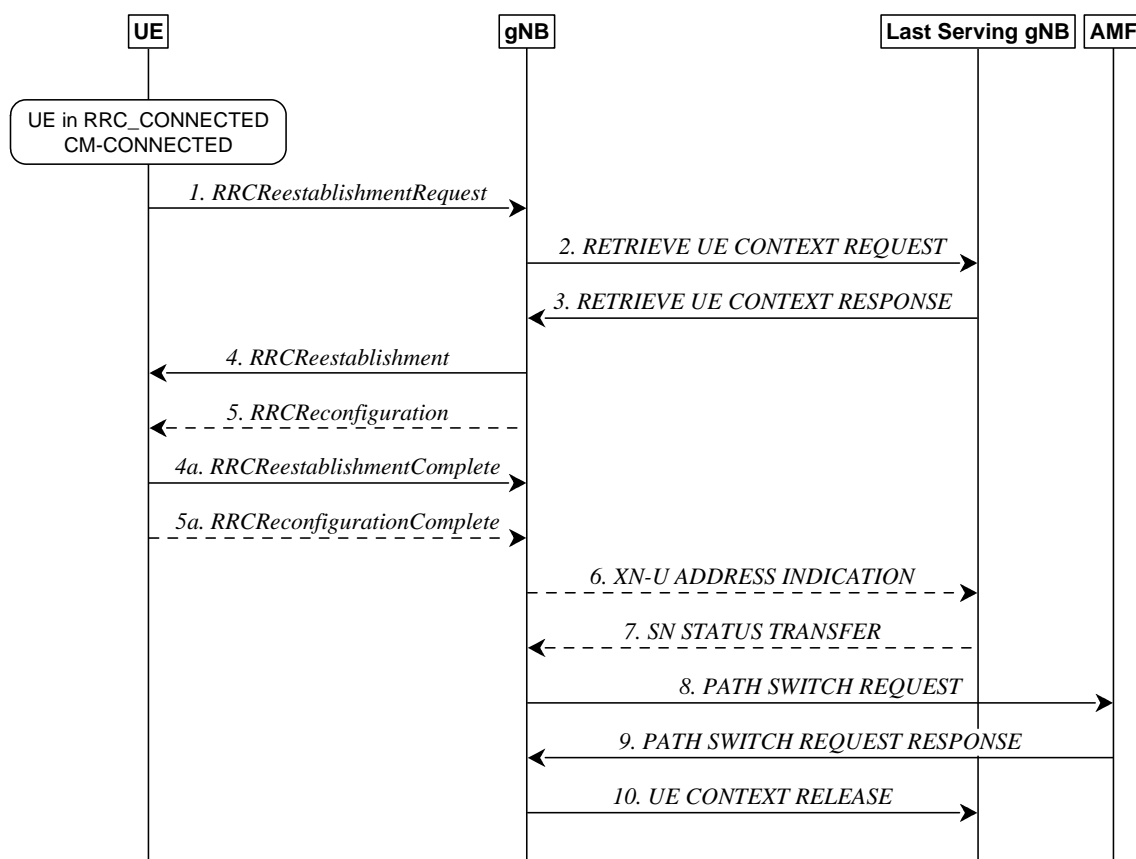 UE
gNB
Last Serving gNB
AMF
UE in RRC_CONNECTED
CM-CONNECTED
1. RRCReestablishmentRequest
2. RETRIEVE UE CONTEXT REQUEST
3. RETRIEVE UE CONTEXT RESPONSE
4. RRCReestablishment
5. RRCReconfiguration
4a. RRCReestablishmentComplete
5a. RRCReconfigurationComplete
6. XN-U ADDRESS INDICATION
7. SN STATUS TRANSFER
8. PATH SWITCH REQUEST
9. PATH SWITCH REQUEST RESPONSE
10. UE CONTEXT RELEASE